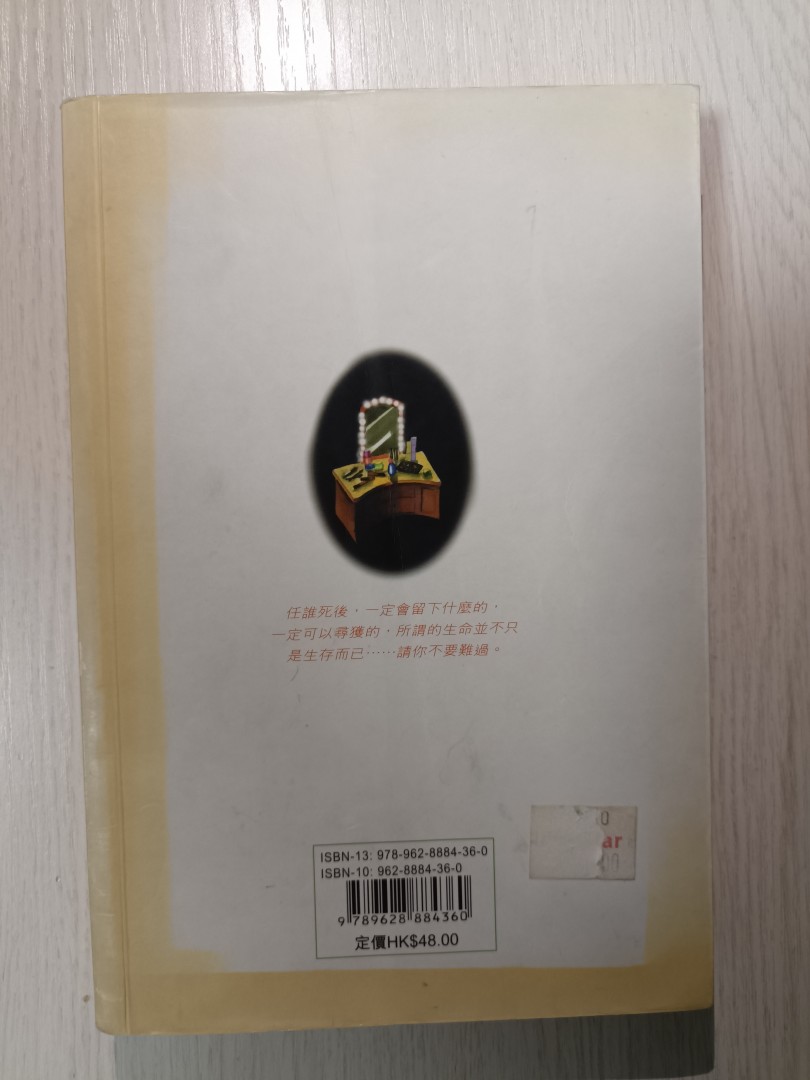 任誰死後，一定會留下什麼的，
一定可以尋獲的，所謂的生命並不只
是生存而已⋯⋯請你不要難過。
0
ar
ISBN-13: 978-962-8884-36-0
ISBN-10: 962-8884-36-0
9 789628 884360
定價HK$48.00